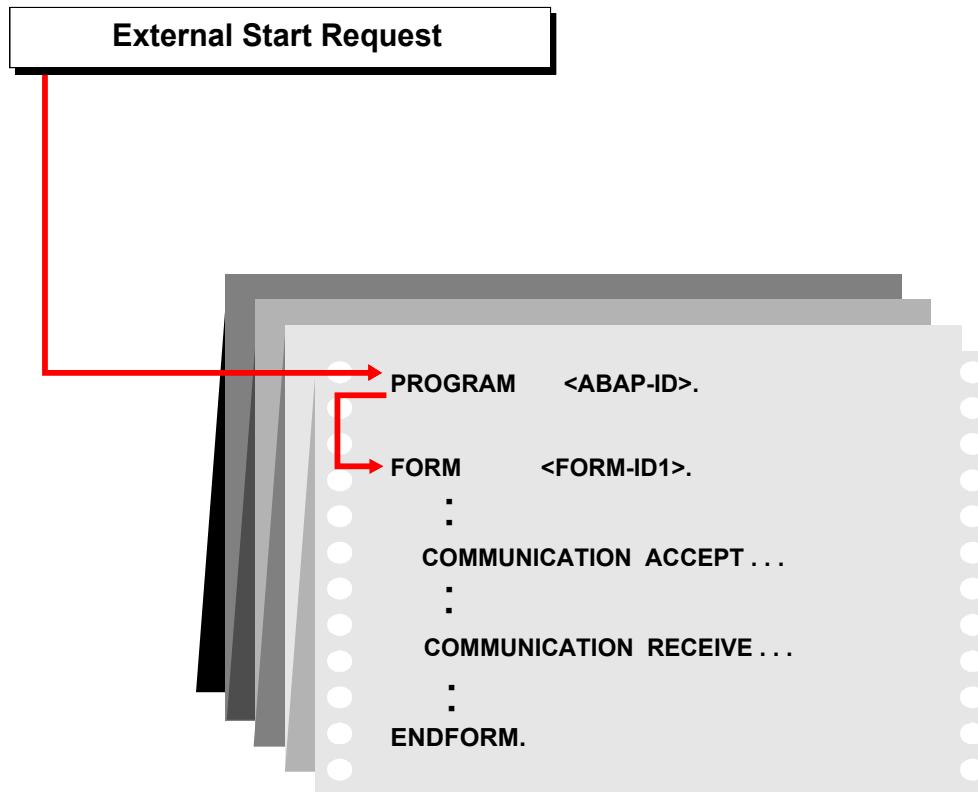 External Start Request
PROGRAM <ABAP-ID>.
FORM <FORM-ID1>.
:
COMMUNICATION ACCEPT . . .
:
COMMUNICATION RECEIVE . . .
:
ENDFORM.